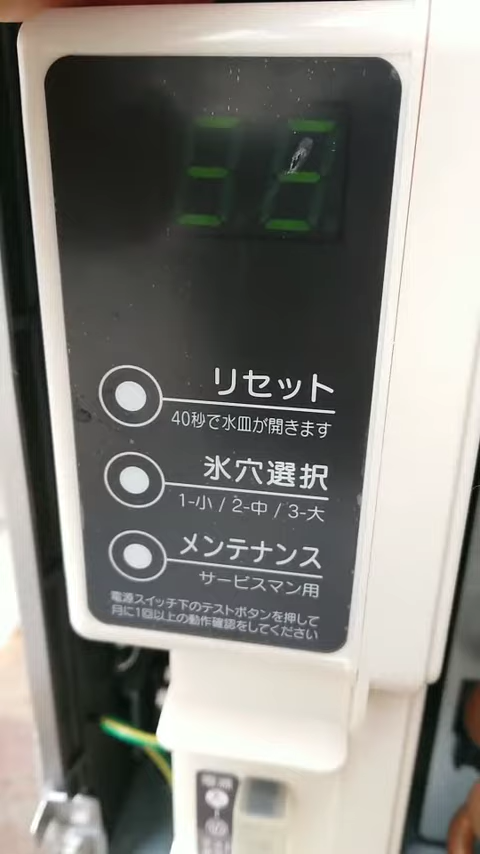 リセット
40秒で水皿が開きます
氷穴選択
1-小 / 2-中 / 3-大
メンテナンス
サービスマン用
電源スイッチ下のテストボタンを押して
月に1回以上の動作確認をしてください